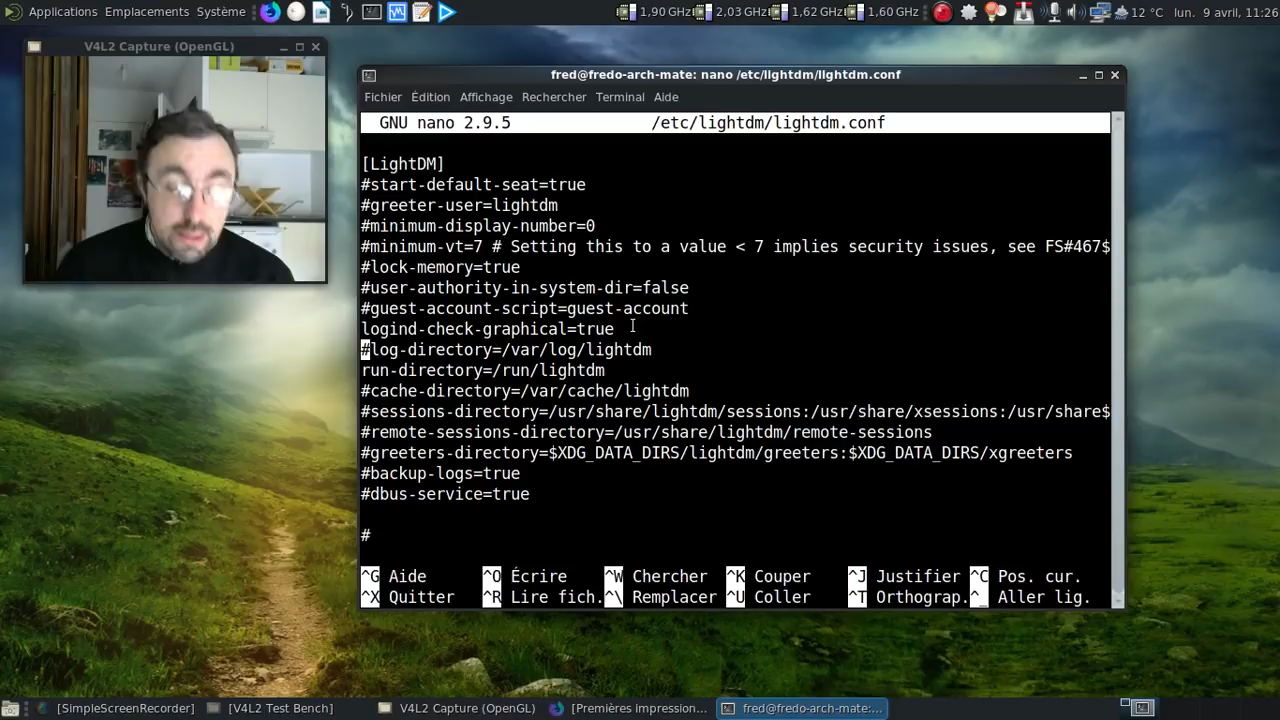 Applications Emplacements Système 1,90 GHz 2,03 GHz 1,62 GHz 1,60 GHz 12 °C lun. 9 avril, 11:26
V4L2 Capture (OpenGL)
fred@fredo-arch-mate: nano /etc/lightdm/lightdm.conf
Fichier Édition Affichage Rechercher Terminal Aide
GNU nano 2.9.5 /etc/lightdm/lightdm.conf
[LightDM]
#start-default-seat=true
#greeter-user=lightdm
#minimum-display-number=0
#minimum-vt=7 # Setting this to a value < 7 implies security issues, see FS#467$
#lock-memory=true
#user-authority-in-system-dir=false
#guest-account-script=guest-account
logind-check-graphical=true
#log-directory=/var/log/lightdm
run-directory=/run/lightdm
#cache-directory=/var/cache/lightdm
#sessions-directory=/usr/share/lightdm/sessions:/usr/share/xsessions:/usr/share$
#remote-sessions-directory=/usr/share/lightdm/remote-sessions
#greeters-directory=$XDG_DATA_DIRS/lightdm/greeters:$XDG_DATA_DIRS/xgreeters
#backup-logs=true
#dbus-service=true
#
^G Aide ^O Écrire ^W Chercher ^K Couper ^J Justifier ^C Pos. cur.
^X Quitter ^R Lire fich. ^\ Remplacer ^U Coller ^T Orthograp. ^_ Aller lig.
[SimpleScreenRecorder] [V4L2 Test Bench] V4L2 Capture (OpenGL) [Premières impression... fred@fredo-arch-mate:...